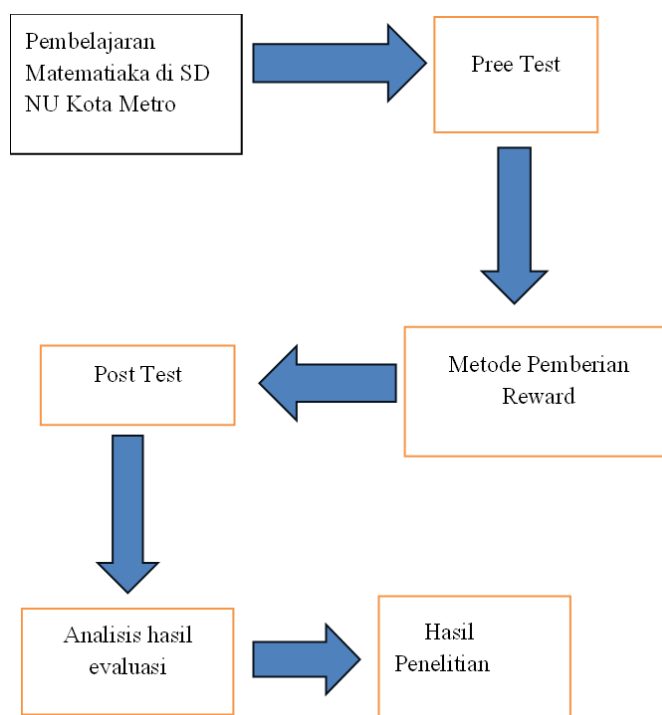 Pembelajaran
Matematiaka di SD
NU Kota Metro
Pree Test
Metode Pemberian
Reward
Post Test
Analisis hasil
evaluasi
Hasil
Penelitian